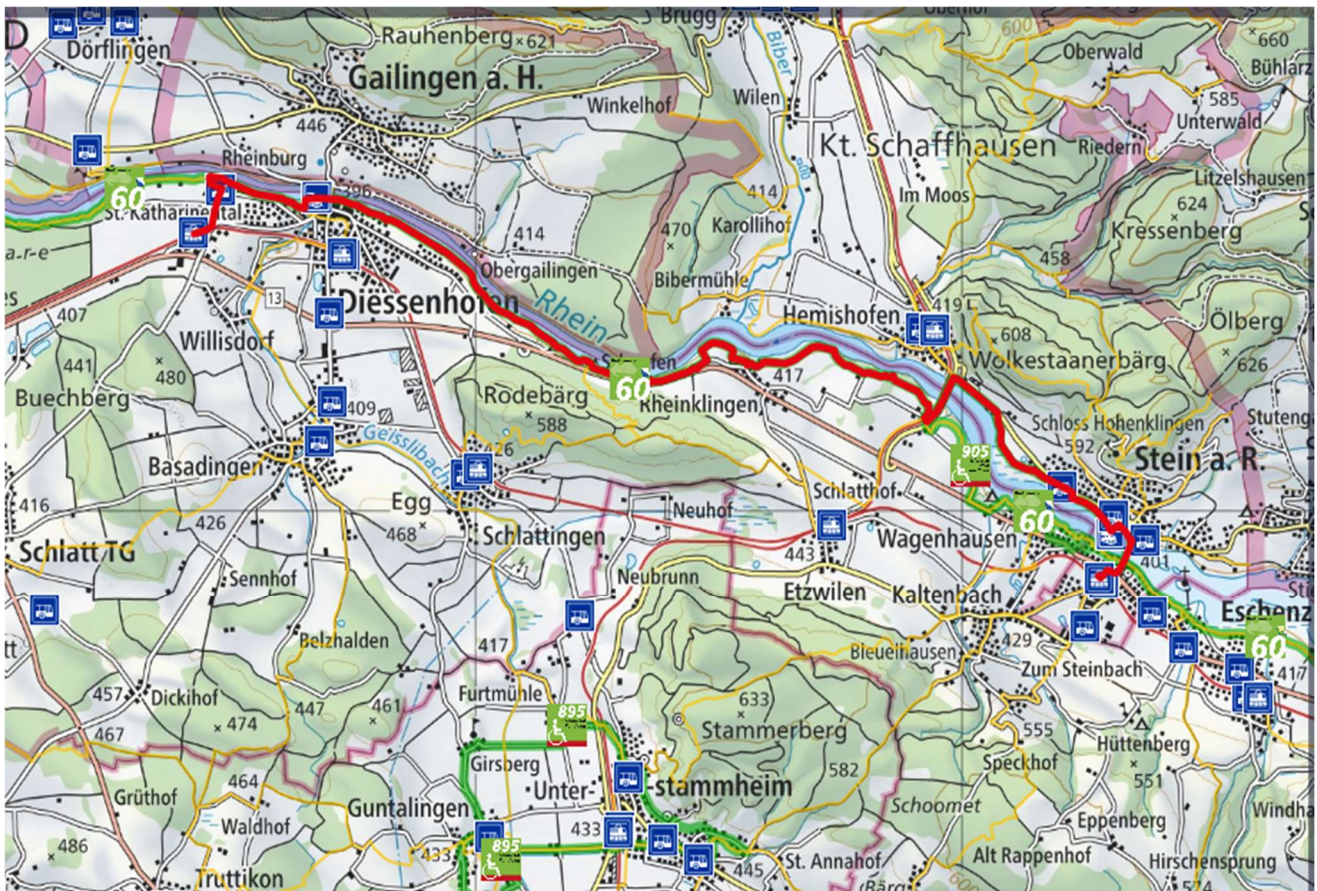 Brugg
600
D
Dörflingen
Rauhenberg
621
Oberwald
660
Gailingen a. H.
Biber
Bühlarz
Winkelhof
Wilen
585
Unterwald
446
Kt. Schaffhausen
Riedern
Rheinburg
Litzelshausen
60
396
414
Im Moos
St. Katharinental
Karollihof
624
470
Kressenberg
a-r-e
414
458
Obergailingen
Bibermühle
13
Diessenhofen
Rhein
419
407
Hemishofen
Ölberg
Willisdorf
608
441
480
Wolkestaanerbärg
626
60
417
Buechberg
Rodebärg
Rheinklingen
409
588
Schloss Hohenklingen
592
Geisslibach
905
Stein a. R.
Basadingen
Schlatthof
Egg
416
426
468
Neuhof
60
Schlattingen
443
Wagenhausen
Schlatt TG
401
Sennhof
Neubrunn
Etzwilen
Kaltenbach
Eschenz
429
60
Belzhalden
417
Bleuelhausen
Zum Steinbach
417
Furtmühle
457
Dickihof
447
461
633
474
895
Stammerberg
555
467
Hüttenberg
Girsberg
582
Speckhof
551
464
Unter-
-stammheim
Grüthof
Guntalingen
Schoomet
Waldhof
433
Eppenberg
433
895
486
445
St. Annahof
Alt Rappenhof
Hirschensprung
Truttikon
600
574